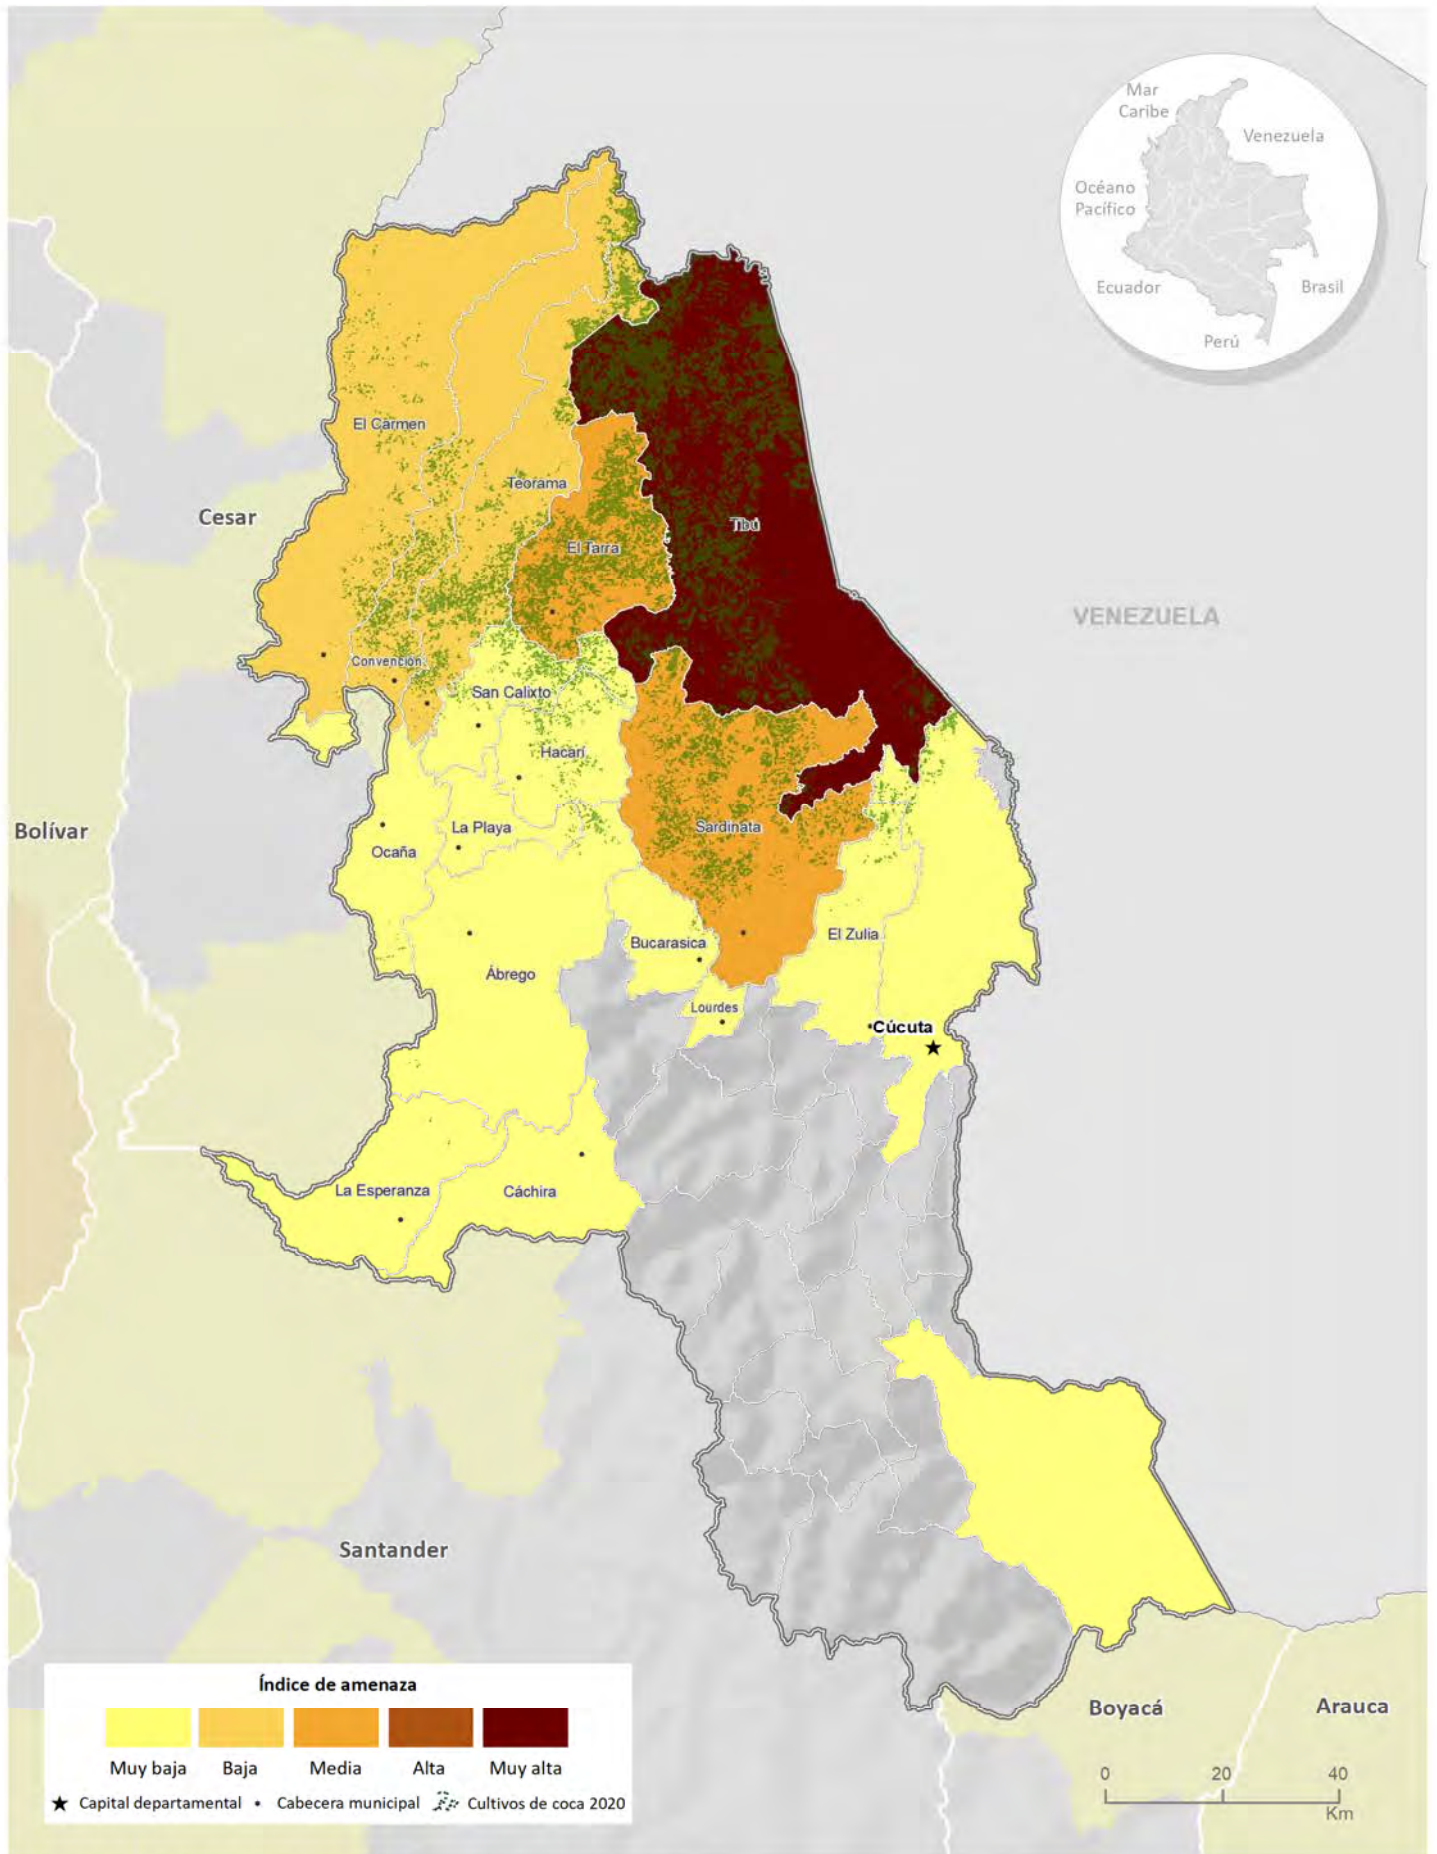 Mar
Caribe
Venezuela
Océano
Pacífico
Ecuador
Brasil
Perú
El Carmen
Teorama
Cesar
Tibú
El Tarra
VENEZUELA
Convención
San Calixto
Hacarí
Bolívar
La Playa
Sardinata
Ocaña
El Zulia
Bucarasica
Ábrego
Lourdes
Cúcuta
La Esperanza
Cáchira
Santander
Boyacá
Arauca
Índice de amenaza
Muy baja Baja Media Alta Muy alta
Capital departamental Cabecera municipal Cultivos de coca 2020
0 20 40
Km